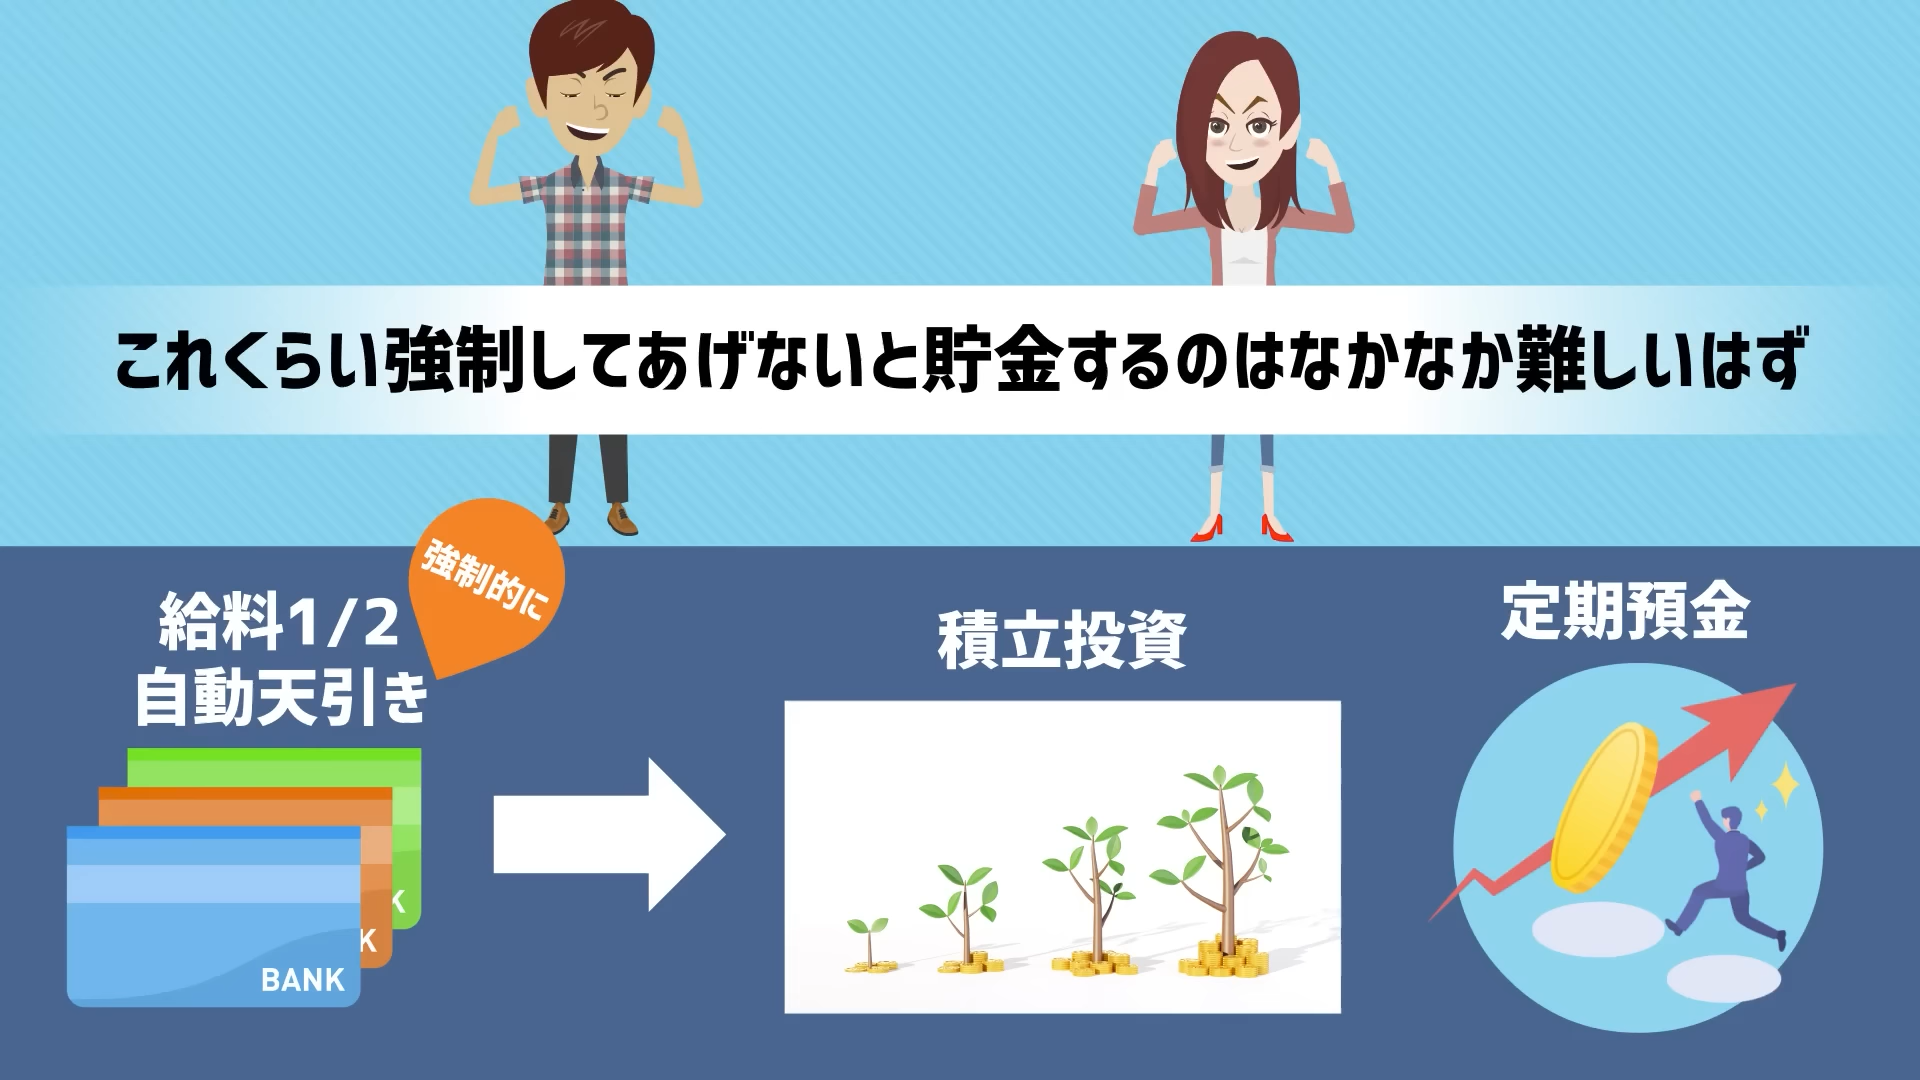 これくらい強制してあげないと貯金するのはなかなか難しいはず
強制的に
給料1/2
自動天引き
積立投資
定期預金
K
K
BANK